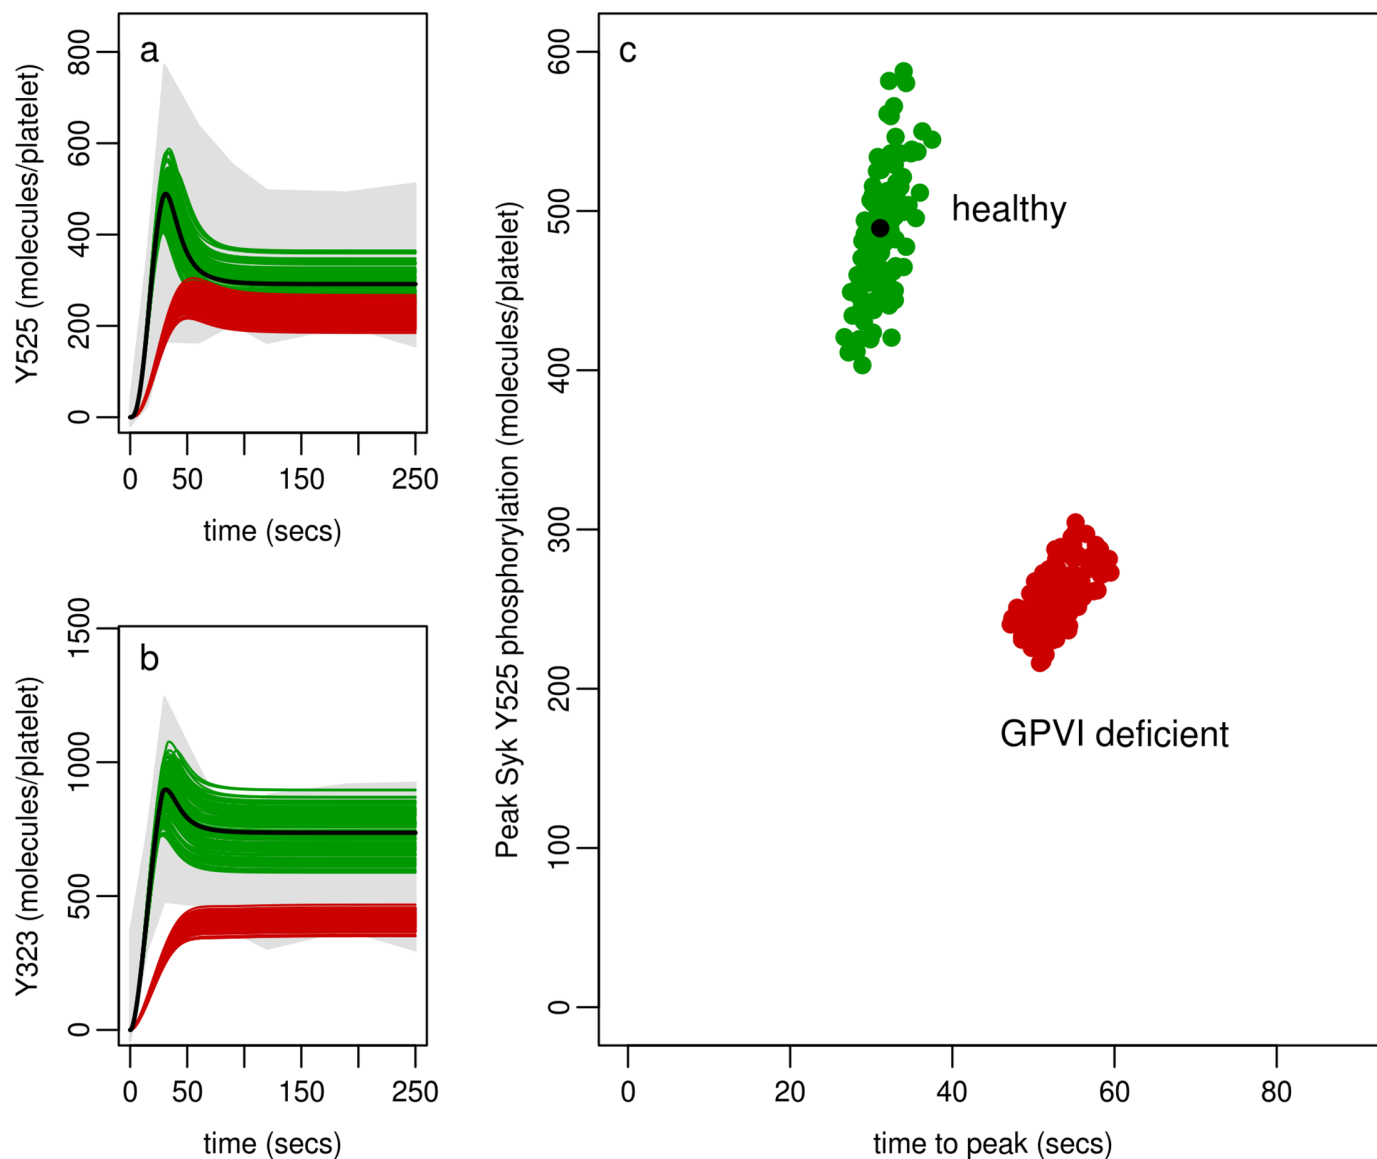 a
Y525 (molecules/platelet)
800
600
400
200
0
0 50 150 250
time (secs)
b
Y323 (molecules/platelet)
1500
1000
500
0
0 50 150 250
time (secs)
c
Peak Syk Y525 phosphorylation (molecules/platelet)
600
500
400
300
200
100
0
healthy
GPVI deficient
0 20 40 60 80
time to peak (secs)